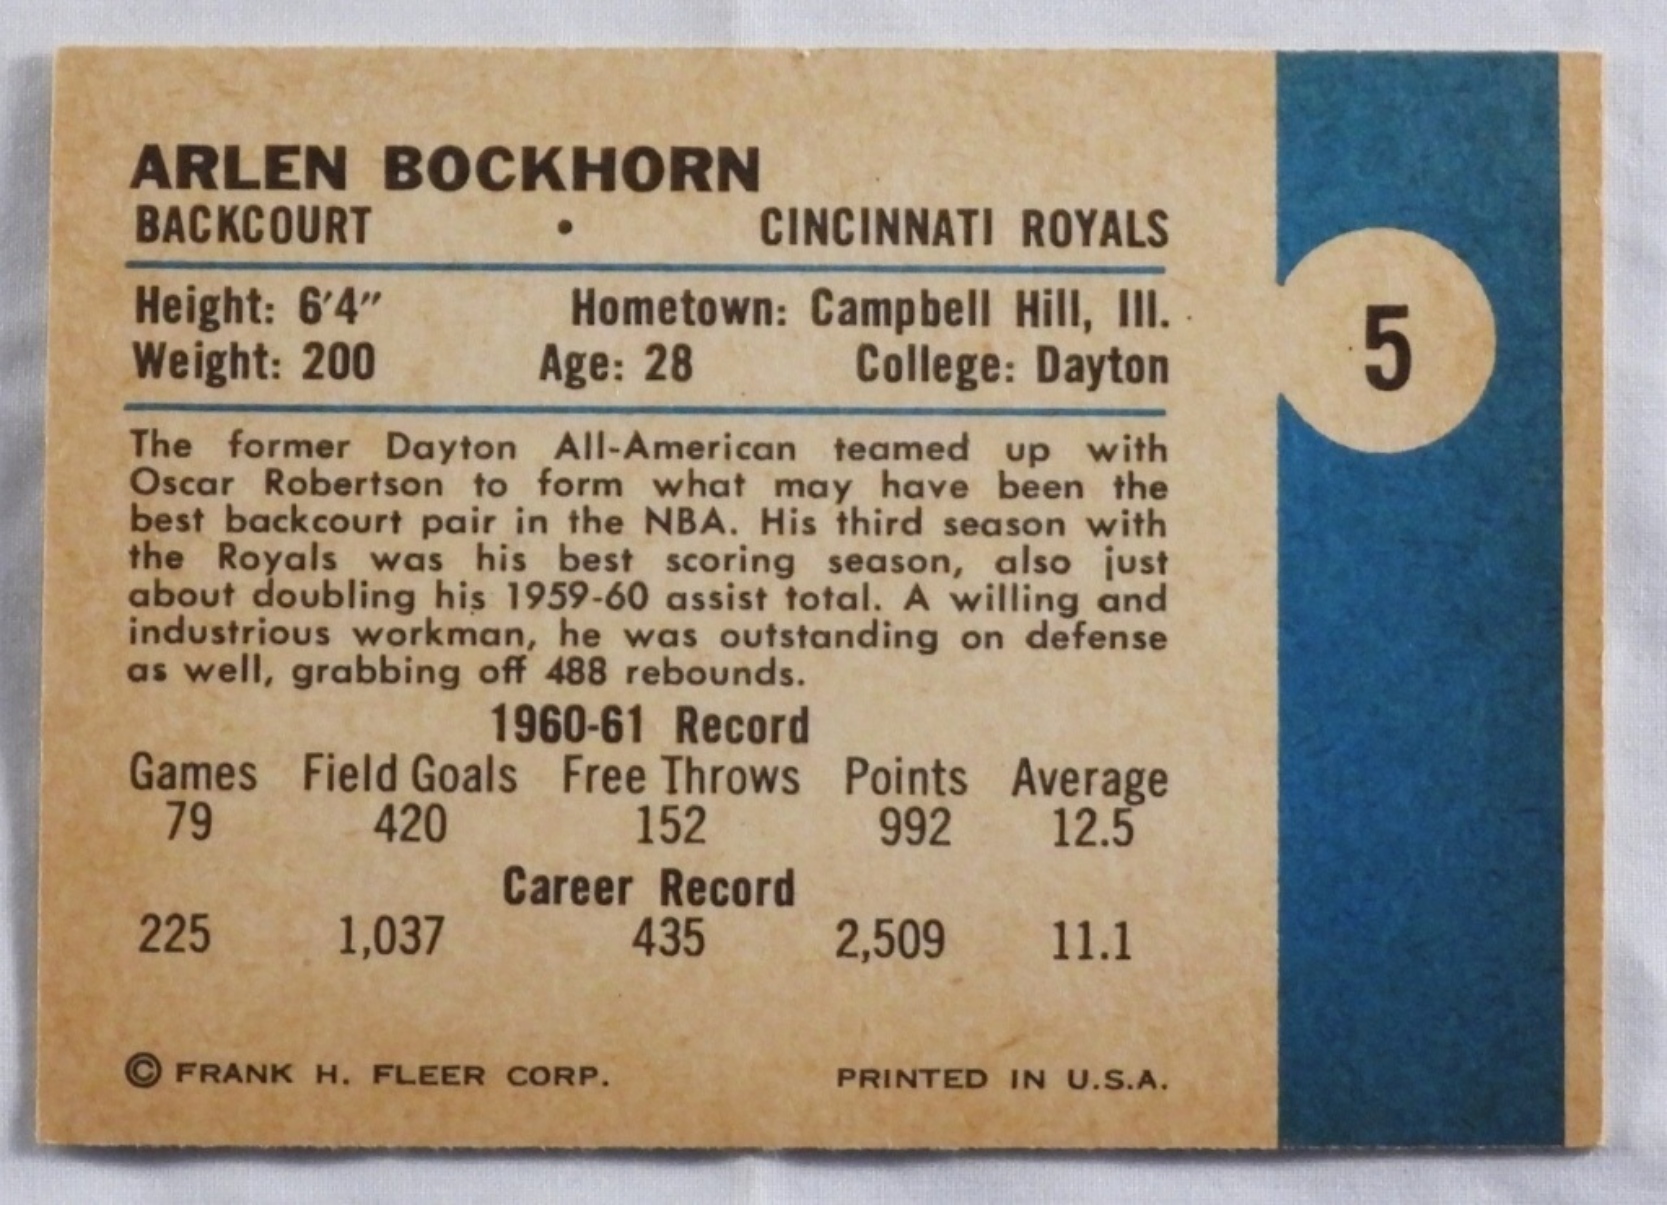 ARLEN BOCKHORN
BACKCOURT • CINCINNATI ROYALS
Height: 6′4″ Hometown: Campbell Hill, Ill.
Weight: 200 Age: 28 College: Dayton
5
The former Dayton All-American teamed up with
Oscar Robertson to form what may have been the
best backcourt pair in the NBA. His third season with
the Royals was his best scoring season, also just
about doubling his 1959-60 assist total. A willing and
industrious workman, he was outstanding on defense
as well, grabbing off 488 rebounds.
1960-61 Record
Games Field Goals Free Throws Points Average
79 420 152 992 12.5
Career Record
225 1,037 435 2,509 11.1
© FRANK H. FLEER CORP. PRINTED IN U.S.A.